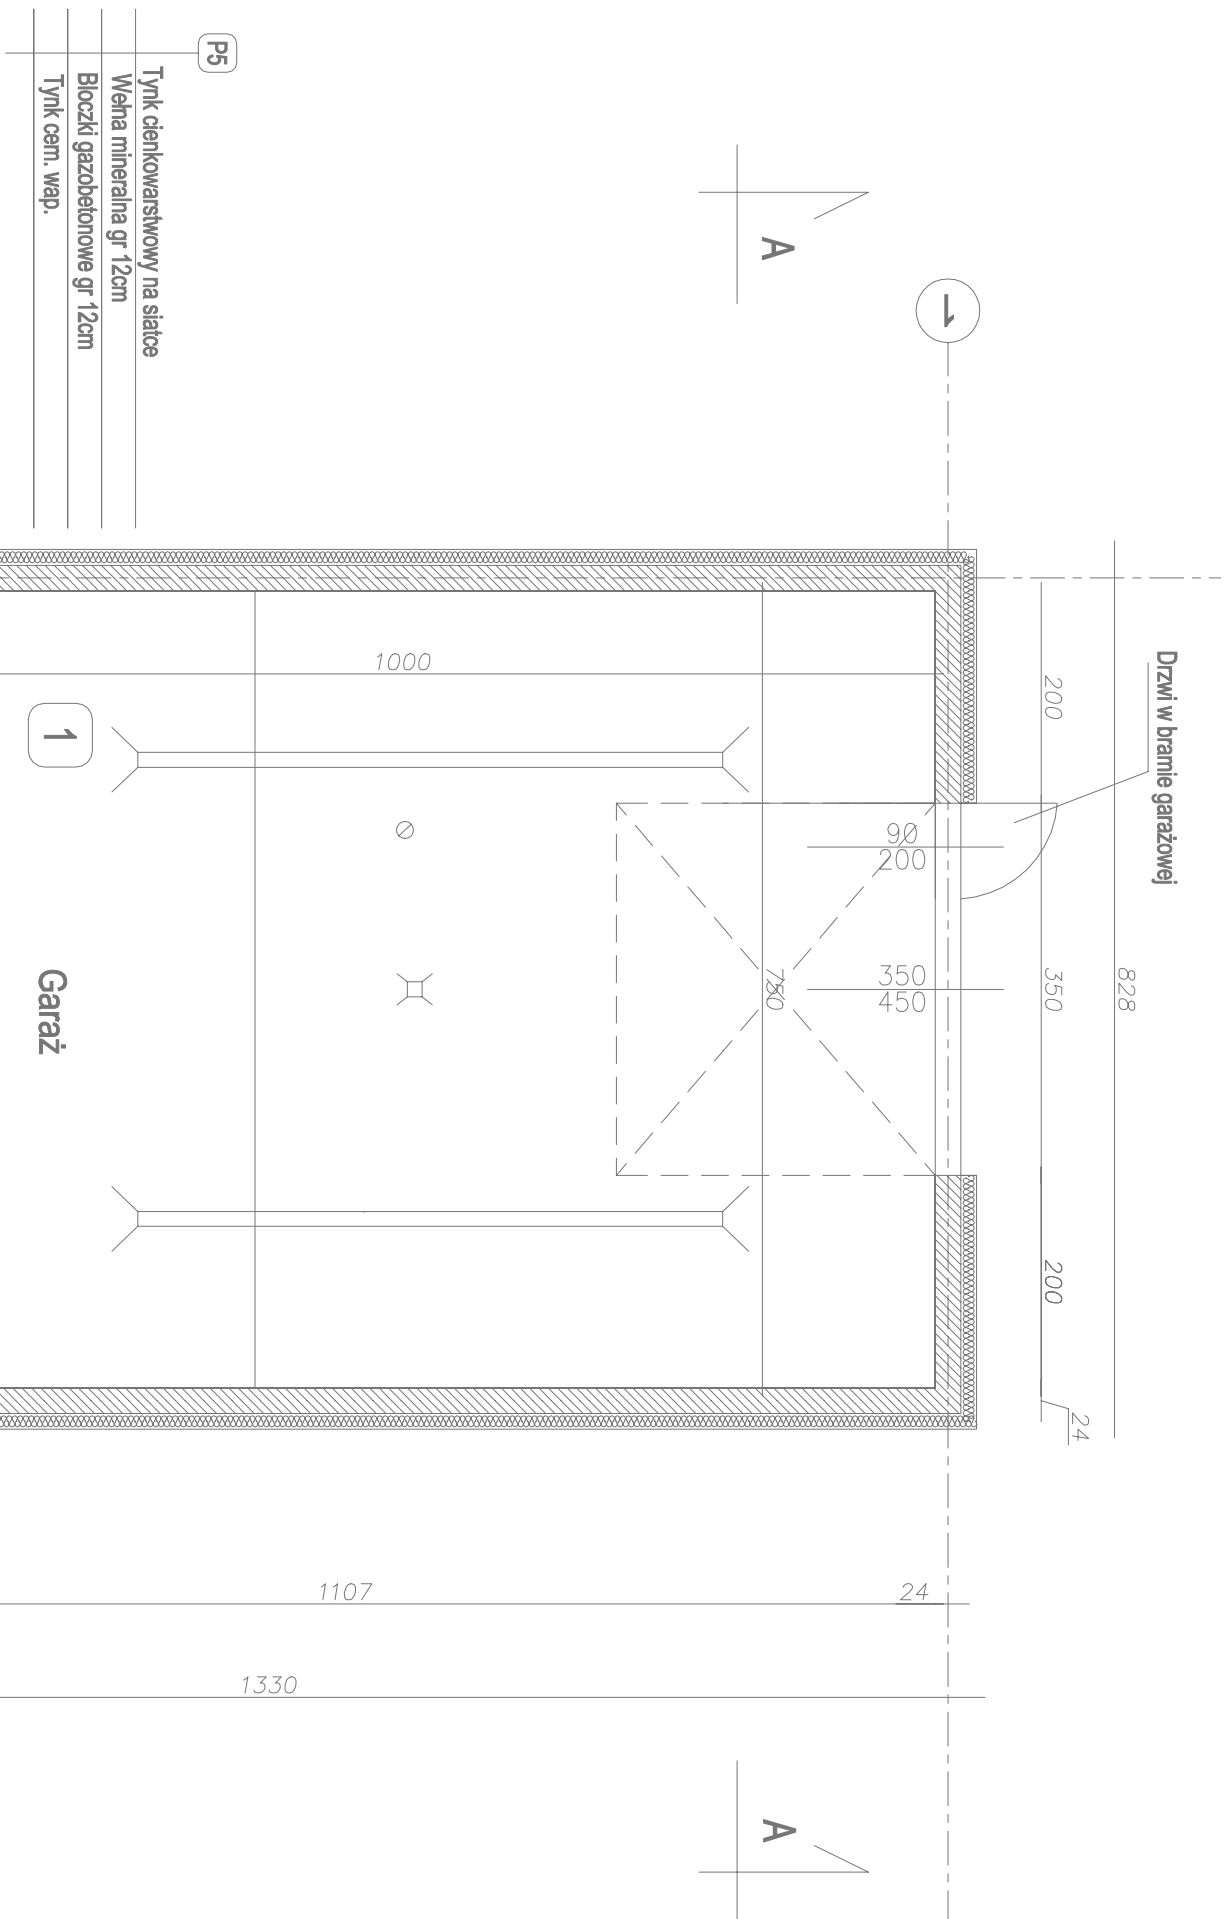 P5
Tynk cienkowarstwowy na siatce
Wełna mineralna gr 12cm
Bloczki gazobetonowe gr 12cm
Tynk cem. wap.
A
1
Drzwi w bramie garażowej
828
200
350
200
24
90
200
350
450
750
1000
1
Garaż
1107
24
1330
A